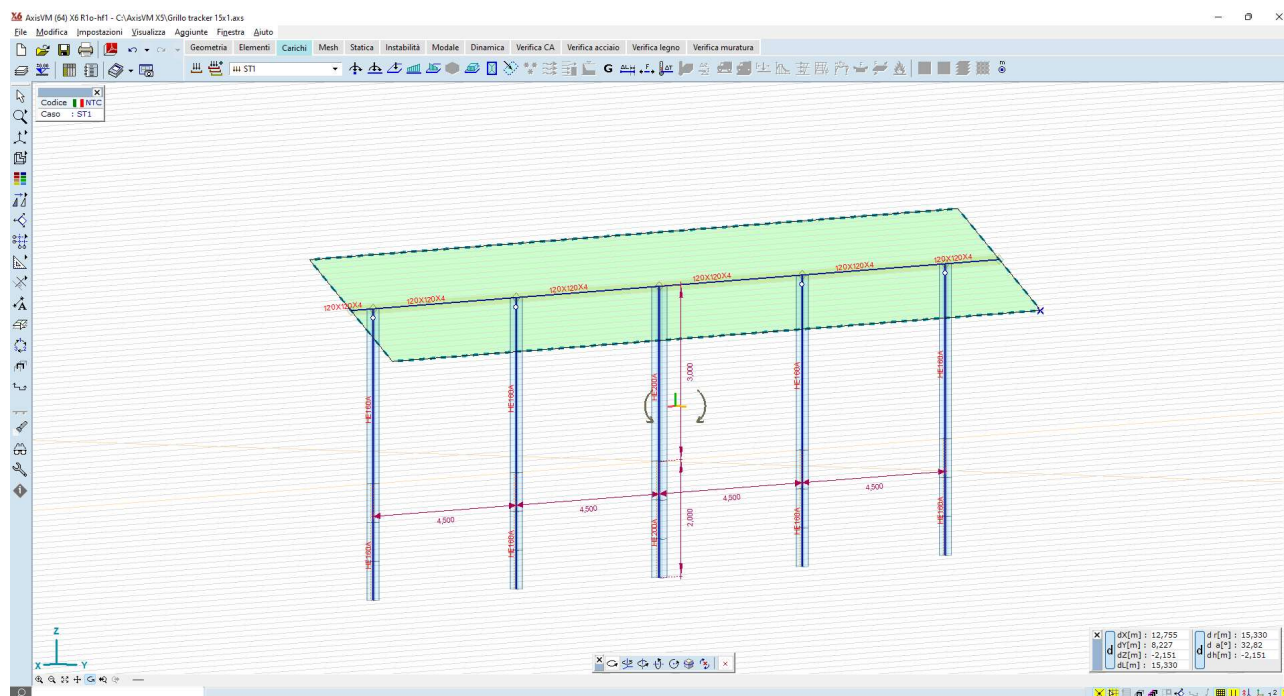 AxisVM (64) X6 R1o-hf1 - C:\AxisVM X5\Grillo tracker 15x1.axs
File Modifica Impostazioni Visualizza Aggiunte Finestra Aiuto
Geometria Elementi Carichi Mesh Statica Instabilità Modale Dinamica Verifica CA Verifica acciaio Verifica legno Verifica muratura
ST1
Codice NTC
Caso : ST1
120X120X4
120X120X4
120X120X4
120X120X4
120X120X4
120X120X4
HE160A
HE160A
HE200A
HE160A
HE160A
3,000
4,500
4,500
4,500
4,500
2,000
HE160A
HE160A
HE200A
HE160A
HE160A
Z
X
Y
dX[m] : 12,755
dY[m] : 8,227
dZ[m] : -2,151
dL[m] : 15,330
d
d r[m] : 15,330
d a[°] : 32,82
dh[m] : -2,151
d